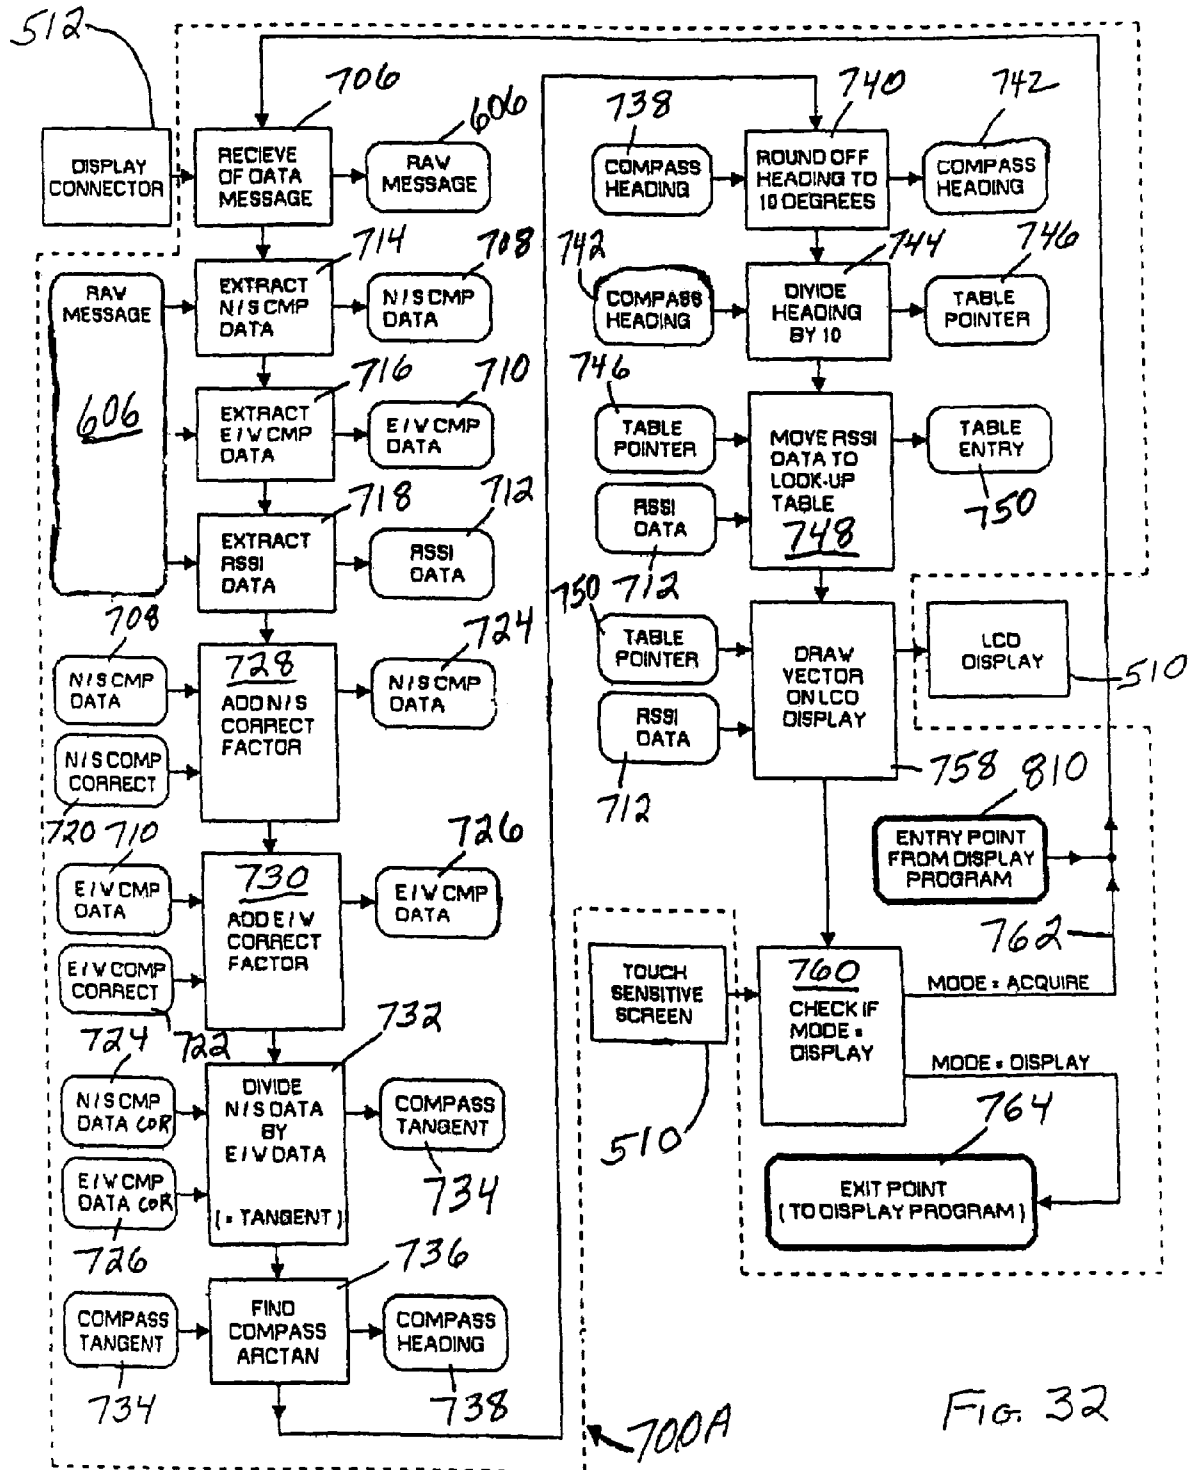 512
DISPLAY
CONNECTOR
706
RECIEVE
OF DATA
MESSAGE
606
RAW
MESSAGE
RAW
MESSAGE
606
714
EXTRACT
N/S CMP
DATA
708
N/S CMP
DATA
716
EXTRACT
E/W CMP
DATA
710
E/W CMP
DATA
718
EXTRACT
RSSI
DATA
712
RSSI
DATA
708
N/S CMP
DATA
N/S COMP
CORRECT
720
728
ADD N/S
CORRECT
FACTOR
724
N/S CMP
DATA
710
E/W CMP
DATA
E/W COMP
CORRECT
722
730
ADD E/W
CORRECT
FACTOR
726
E/W CMP
DATA
724
N/S CMP
DATA COR
E/W CMP
DATA COR
726
732
DIVIDE
N/S DATA
BY
E/W DATA
( = TANGENT )
COMPASS
TANGENT
734
COMPASS
TANGENT
734
736
FIND
COMPASS
ARCTAN
COMPASS
HEADING
738
738
COMPASS
HEADING
740
ROUND OFF
HEADING TO
10 DEGREES
742
COMPASS
HEADING
742
COMPASS
HEADING
744
DIVIDE
HEADING
BY 10
746
TABLE
POINTER
746
TABLE
POINTER
RSSI
DATA
712
MOVE RSSI
DATA TO
LOOK-UP
TABLE
748
TABLE
ENTRY
750
750
TABLE
POINTER
RSSI
DATA
712
DRAW
VECTOR
ON LCD
DISPLAY
758
LCD
DISPLAY
510
810
ENTRY POINT
FROM DISPLAY
PROGRAM
762
TOUCH
SENSITIVE
SCREEN
510
760
CHECK IF
MODE =
DISPLAY
MODE = ACQUIRE
MODE = DISPLAY
764
EXIT POINT
( TO DISPLAY PROGRAM )
700A
FIG. 32